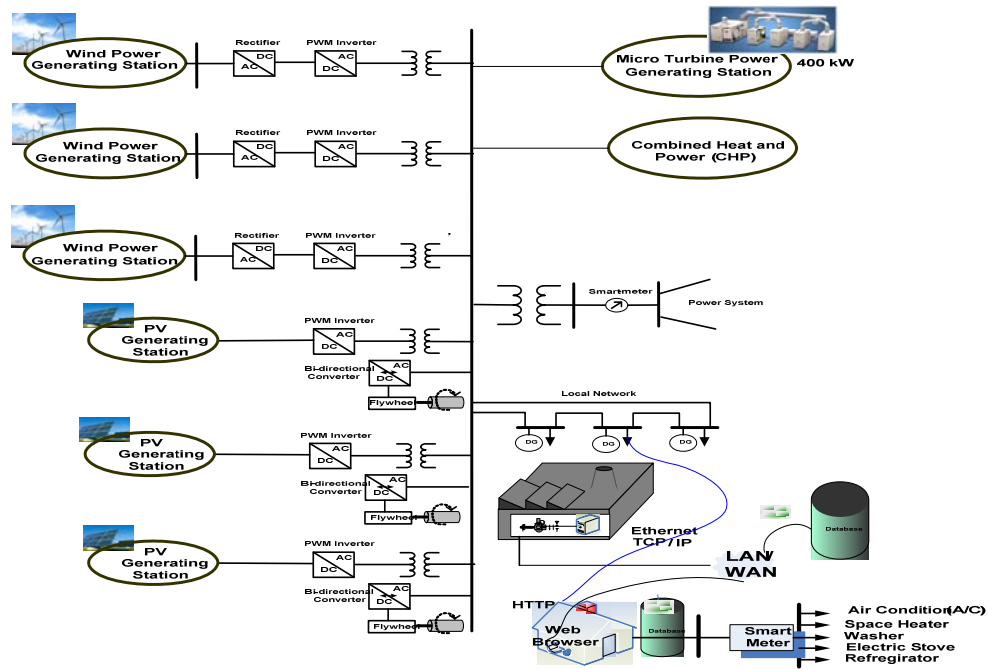 Wind Power
Generating Station
Rectifier
DC
AC
PWM Inverter
AC
DC
Micro Turbine Power
Generating Station
400 kW
Wind Power
Generating Station
Rectifier
DC
AC
PWM Inverter
AC
DC
Combined Heat and
Power (CHP)
Wind Power
Generating Station
Rectifier
DC
AC
PWM Inverter
AC
DC
Smartmeter
Power System
PV
Generating
Station
PWM Inverter
AC
DC
Bi-directional
Converter
AC
DC
Flywheel
Local Network
DG
DG
DG
PV
Generating
Station
PWM Inverter
AC
DC
Bi-directional
Converter
AC
DC
Flywheel
Ethernet
TCP/IP
Database
LAN/
WAN
PV
Generating
Station
PWM Inverter
AC
DC
Bi-directional
Converter
AC
DC
Flywheel
HTTP
Web
Browser
Database
Smart
Meter
Air Condition(A/C)
Space Heater
Washer
Electric Stove
Refregirator